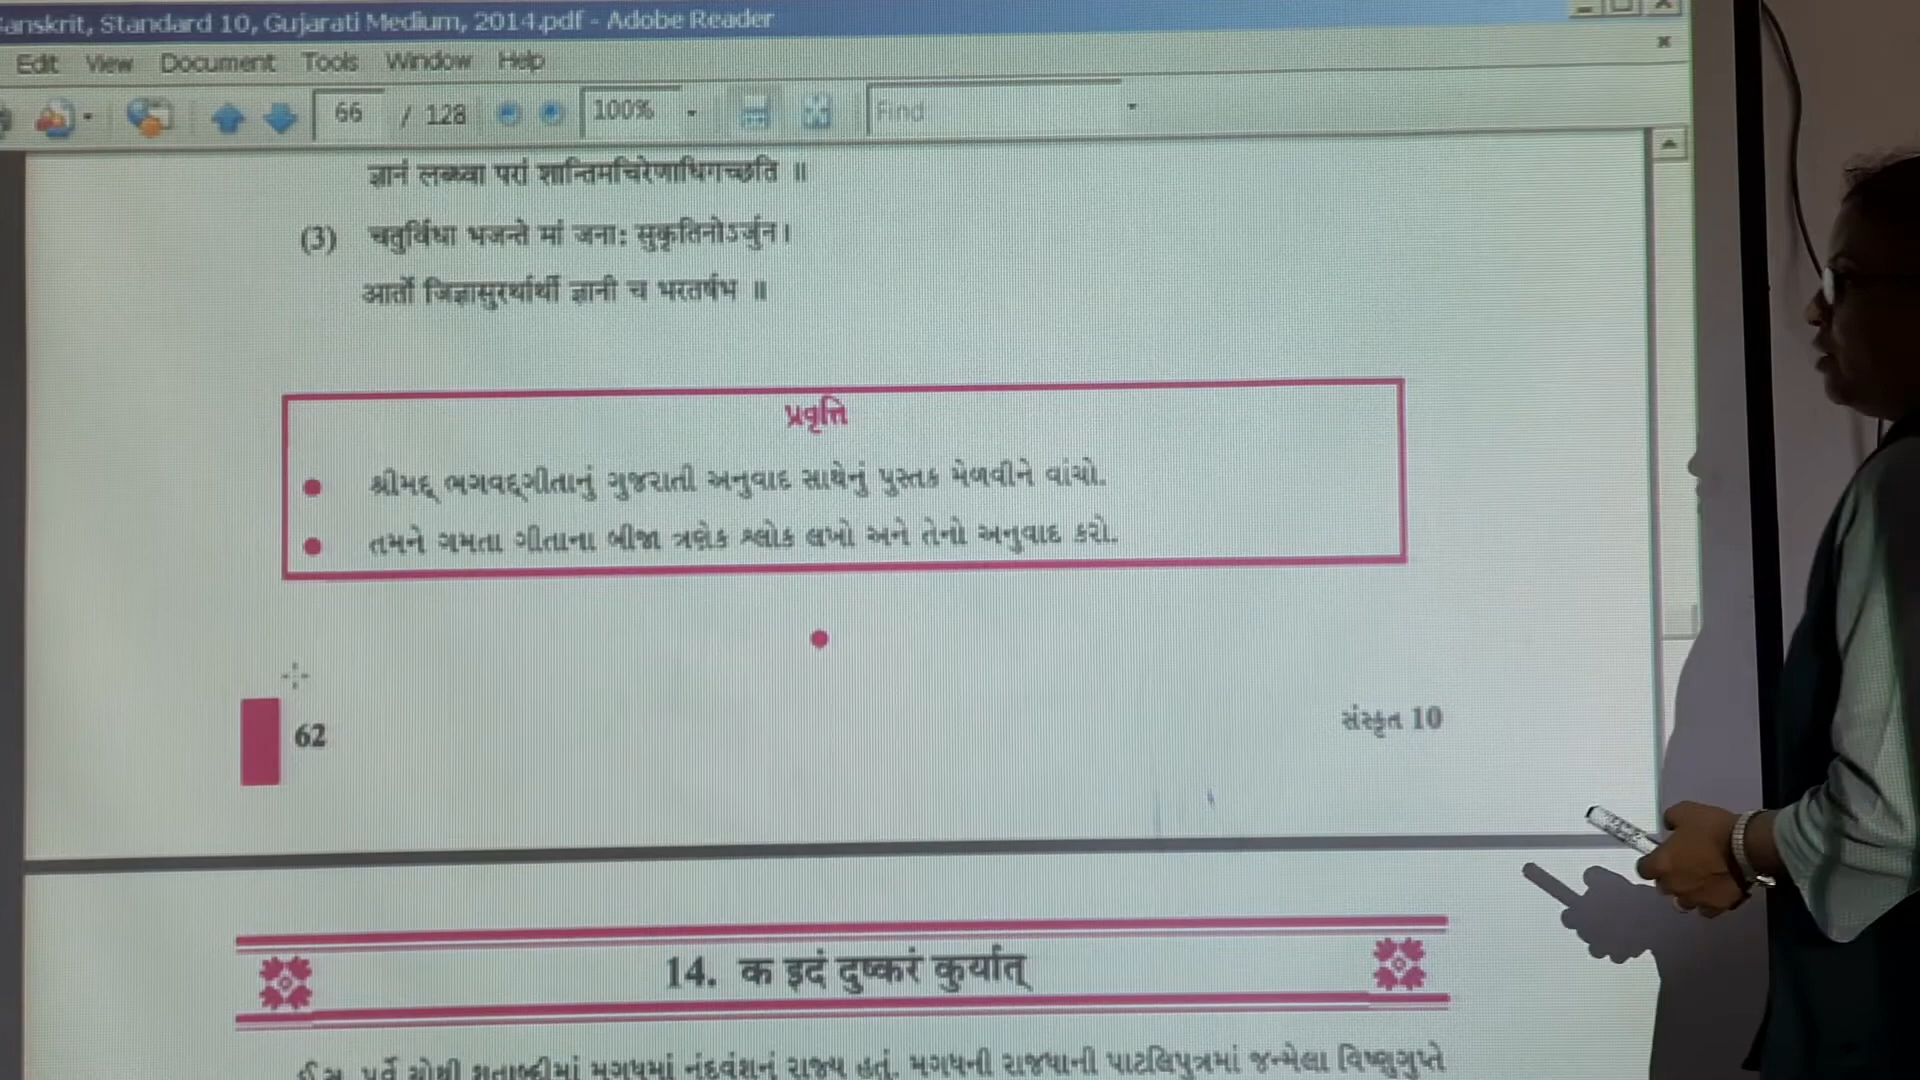 anskrit, Standard 10, Gujarati Medium, 2014.pdf - Adobe Reader
Edit View Document Tools Window Help
66 / 128 100% Find
ज्ञानं लब्ध्वा परां शान्तिमचिरेणाधिगच्छति ॥
(3) चतुर्विधा भजन्ते मां जनाः सुकृतिनोऽर्जुन।
आर्तो जिज्ञासुरर्थार्थी ज्ञानी च भरतर्षभ ॥
પ્રવૃત્તિ
● શ્રીમદ્ ભગવદ્ગીતાનું ગુજરાતી અનુવાદ સાથેનું પુસ્તક મેળવીને વાંચો.
● તમને ગમતા ગીતાના બીજા ત્રણેક શ્લોક લખો અને તેનો અનુવાદ કરો.
62
સંસ્કૃત 10
14. क इदं दुष्करं कुर्यात्
ઈસ. પૂર્વે ચોથી શતાબ્દીમાં મગધમાં નંદવંશનું રાજ્ય હતું. મગધની રાજધાની પાટલિપુત્રમાં જન્મેલા વિષ્ણુગુપ્તે